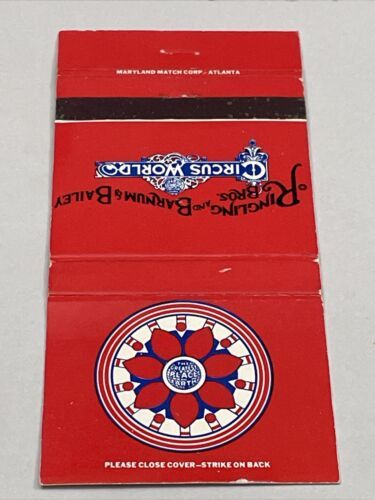 MARYLAND MATCH CORP. - ATLANTA
RINGLING BROS. AND BARNUM & BAILEY
CIRCUS WORLD
THE
GREATEST
PLACE
ON
EARTH
PLEASE CLOSE COVER—STRIKE ON BACK